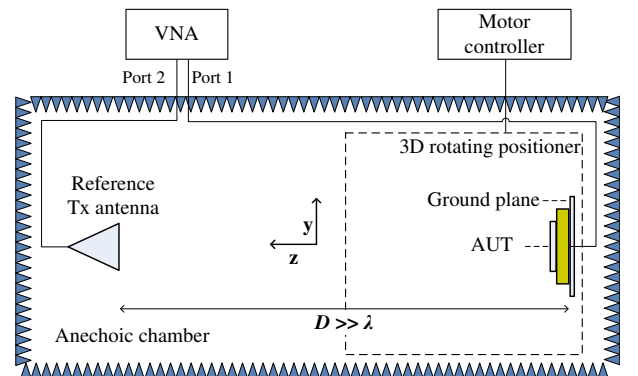 VNA
Motor
controller
Port 2
Port 1
3D rotating positioner
Reference
Tx antenna
Ground plane
y
AUT
z
D >> λ
Anechoic chamber